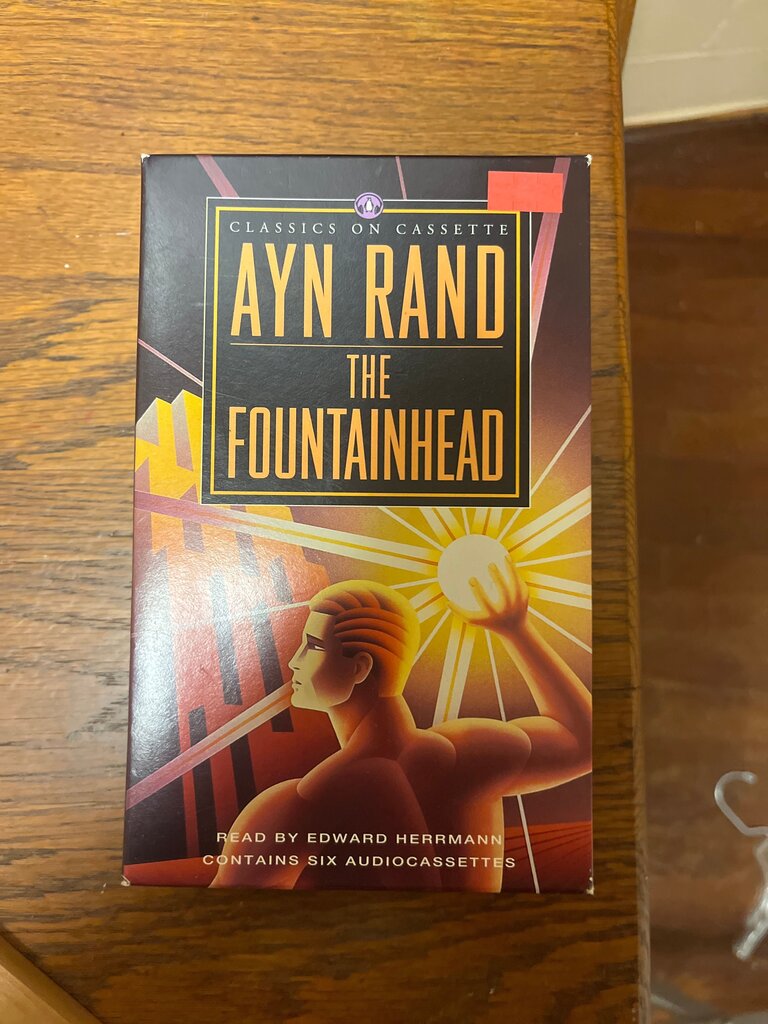 CLASSICS ON CASSETTE
AYN RAND
THE
FOUNTAINHEAD
READ BY EDWARD HERRMANN
CONTAINS SIX AUDIOCASSETTES